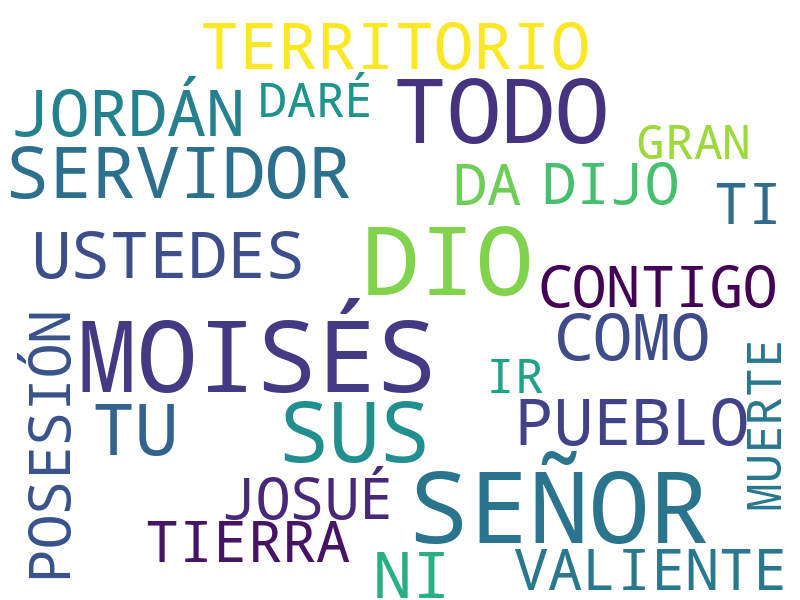 TERRITORIO
JORDÁN
DARÉ
TODO
GRAN
SERVIDOR
DA
DIJO
TI
USTEDES
DIO
CONTIGO
POSESIÓN
MOISÉS
COMO
IR
MUERTE
TU
SUS
PUEBLO
JOSUÉ
SEÑOR
TIERRA
NI
VALIENTE